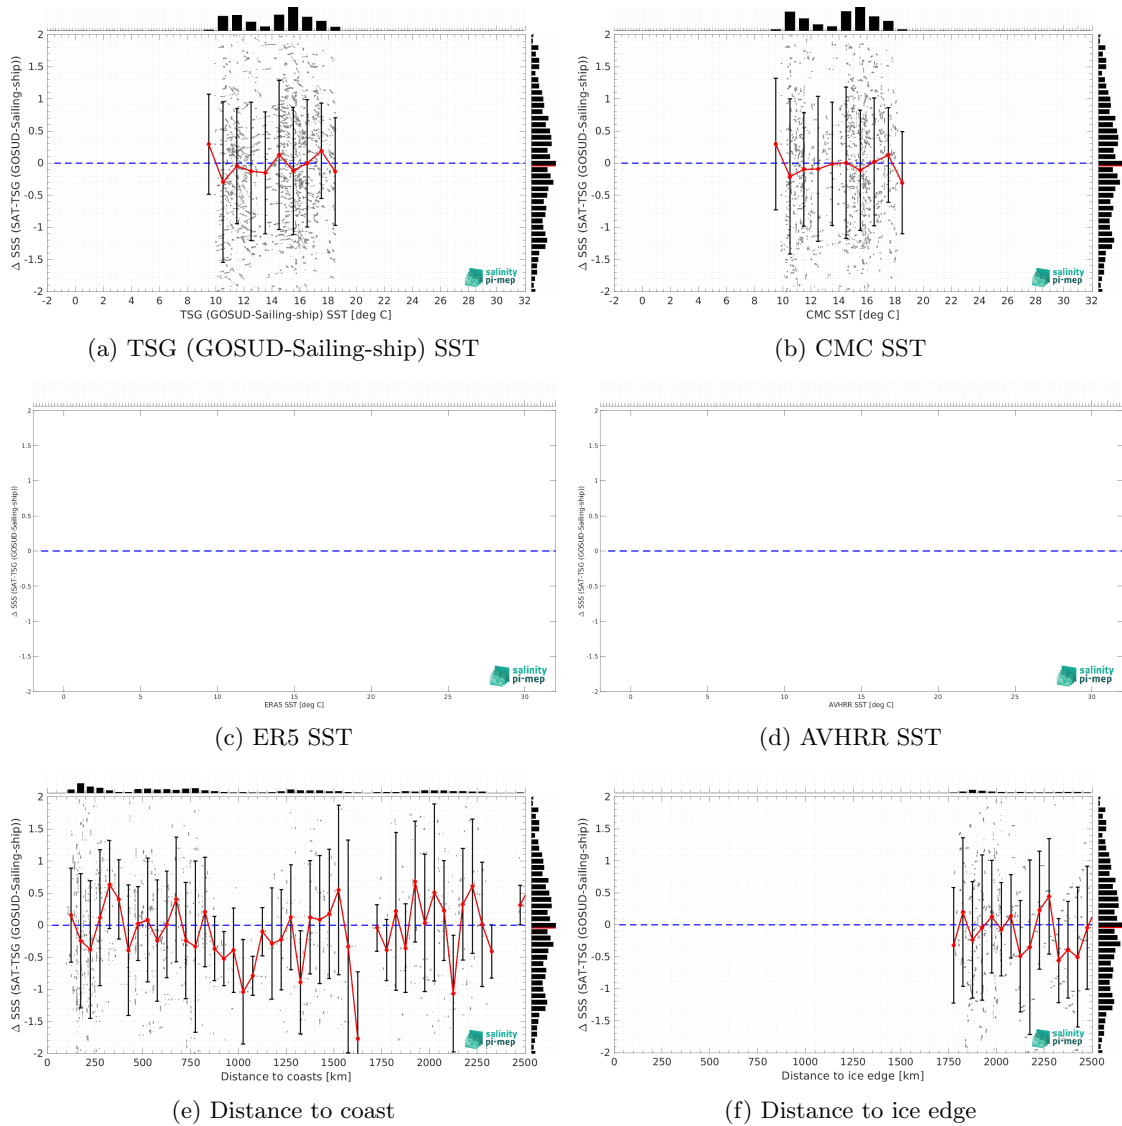 2 1.5 1 0.5 0 -0.5 -1 -1.5 -2
Δ SSS (SAT-TSG (GOSUD-Sailing-ship))
salinity
pi-mep
-2 0 2 4 6 8 10 12 14 16 18 20 22 24 26 28 30 32
TSG (GOSUD-Sailing-ship) SST [deg C]
(a) TSG (GOSUD-Sailing-ship) SST
2 1.5 1 0.5 0 -0.5 -1 -1.5 -2
Δ SSS (SAT-TSG (GOSUD-Sailing-ship))
salinity
pi-mep
-2 0 2 4 6 8 10 12 14 16 18 20 22 24 26 28 30 32
CMC SST [deg C]
(b) CMC SST
2 1.5 1 0.5 0 -0.5 -1 -1.5 -2
Δ SSS (SAT-TSG (GOSUD-Sailing-ship))
salinity
pi-mep
0 5 10 15 20 25 30
ERA5 SST [deg C]
(c) ER5 SST
2 1.5 1 0.5 0 -0.5 -1 -1.5 -2
Δ SSS (SAT-TSG (GOSUD-Sailing-ship))
salinity
pi-mep
0 5 10 15 20 25 30
AVHRR SST [deg C]
(d) AVHRR SST
2 1.5 1 0.5 0 -0.5 -1 -1.5 -2
Δ SSS (SAT-TSG (GOSUD-Sailing-ship))
salinity
pi-mep
0 250 500 750 1000 1250 1500 1750 2000 2250 2500
Distance to coasts [km]
(e) Distance to coast
2 1.5 1 0.5 0 -0.5 -1 -1.5 -2
Δ SSS (SAT-TSG (GOSUD-Sailing-ship))
salinity
pi-mep
0 250 500 750 1000 1250 1500 1750 2000 2250 2500
Distance to ice edge [km]
(f) Distance to ice edge